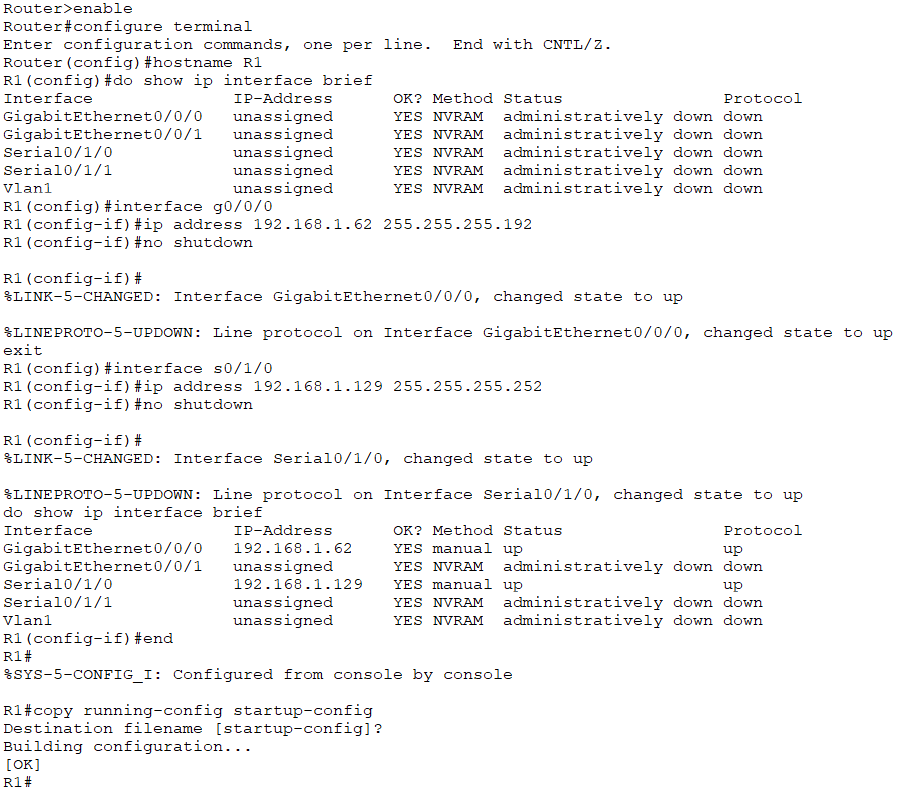 Router>enable
Router#configure terminal
Enter configuration commands, one per line.  End with CNTL/Z.
Router(config)#hostname R1
R1(config)#do show ip interface brief
Interface              IP-Address      OK? Method Status                Protocol
GigabitEthernet0/0/0   unassigned      YES NVRAM  administratively down down
GigabitEthernet0/0/1   unassigned      YES NVRAM  administratively down down
Serial0/1/0            unassigned      YES NVRAM  administratively down down
Serial0/1/1            unassigned      YES NVRAM  administratively down down
Vlan1                  unassigned      YES NVRAM  administratively down down
R1(config)#interface g0/0/0
R1(config-if)#ip address 192.168.1.62 255.255.255.192
R1(config-if)#no shutdown

R1(config-if)#
%LINK-5-CHANGED: Interface GigabitEthernet0/0/0, changed state to up

%LINEPROTO-5-UPDOWN: Line protocol on Interface GigabitEthernet0/0/0, changed state to up
exit
R1(config)#interface s0/1/0
R1(config-if)#ip address 192.168.1.129 255.255.255.252
R1(config-if)#no shutdown

R1(config-if)#
%LINK-5-CHANGED: Interface Serial0/1/0, changed state to up

%LINEPROTO-5-UPDOWN: Line protocol on Interface Serial0/1/0, changed state to up
do show ip interface brief
Interface              IP-Address      OK? Method Status                Protocol
GigabitEthernet0/0/0   192.168.1.62    YES manual up                    up
GigabitEthernet0/0/1   unassigned      YES NVRAM  administratively down down
Serial0/1/0            192.168.1.129   YES manual up                    up
Serial0/1/1            unassigned      YES NVRAM  administratively down down
Vlan1                  unassigned      YES NVRAM  administratively down down
R1(config-if)#end
R1#
%SYS-5-CONFIG_I: Configured from console by console

R1#copy running-config startup-config
Destination filename [startup-config]?
Building configuration...
[OK]
R1#